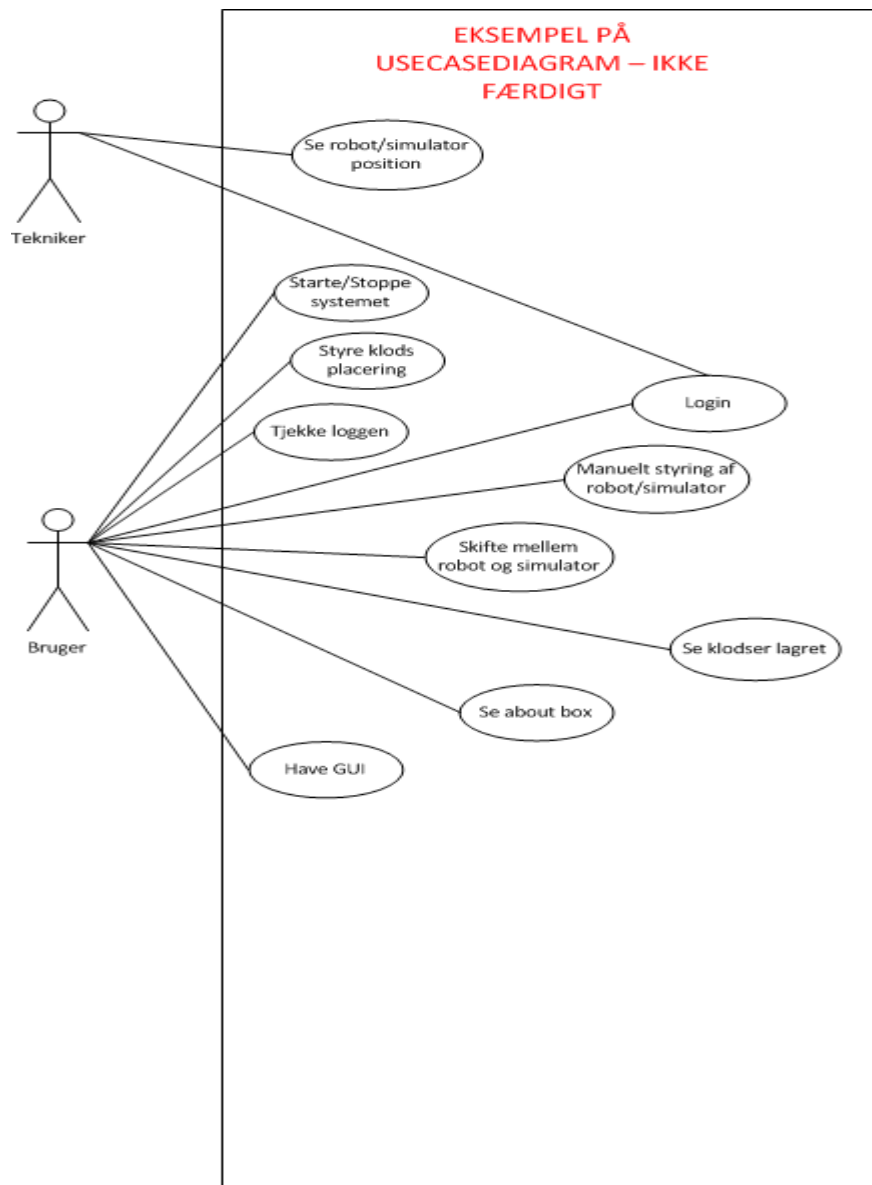 EKSEMPEL PÅ
USECASEDIAGRAM – IKKE
FÆRDIGT
Se robot/simulator
position
Tekniker
Starte/Stoppe
systemet
Styre klods
placering
Login
Tjekke loggen
Manuelt styring af
robot/simulator
Skifte mellem
robot og simulator
Bruger
Se klodser lagret
Se about box
Have GUI